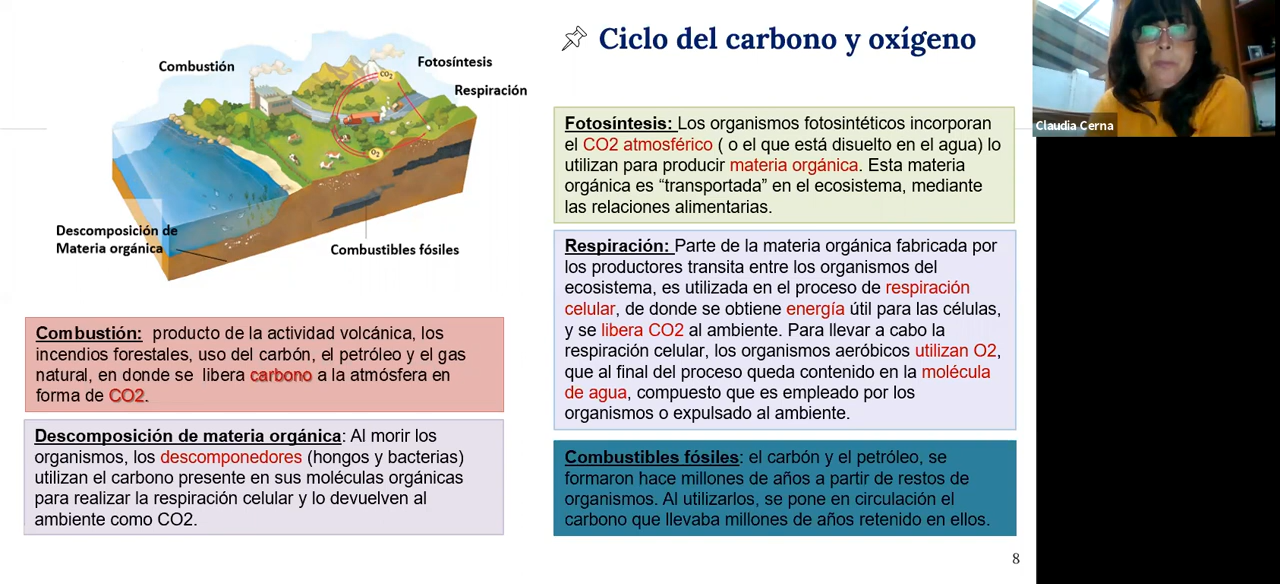 Ciclo del carbono y oxígeno
Combustión
Fotosíntesis
Respiración
CO2
O2
Descomposición de
Materia orgánica
Combustibles fósiles
Combustión: producto de la actividad volcánica, los
incendios forestales, uso del carbón, el petróleo y el gas
natural, en donde se libera carbono a la atmósfera en
forma de CO2.
Descomposición de materia orgánica: Al morir los
organismos, los descomponedores (hongos y bacterias)
utilizan el carbono presente en sus moléculas orgánicas
para realizar la respiración celular y lo devuelven al
ambiente como CO2.
Fotosíntesis: Los organismos fotosintéticos incorporan
el CO2 atmosférico ( o el que está disuelto en el agua) lo
utilizan para producir materia orgánica. Esta materia
orgánica es “transportada” en el ecosistema, mediante
las relaciones alimentarias.
Respiración: Parte de la materia orgánica fabricada por
los productores transita entre los organismos del
ecosistema, es utilizada en el proceso de respiración
celular, de donde se obtiene energía útil para las células,
y se libera CO2 al ambiente. Para llevar a cabo la
respiración celular, los organismos aeróbicos utilizan O2,
que al final del proceso queda contenido en la molécula
de agua, compuesto que es empleado por los
organismos o expulsado al ambiente.
Combustibles fósiles: el carbón y el petróleo, se
formaron hace millones de años a partir de restos de
organismos. Al utilizarlos, se pone en circulación el
carbono que llevaba millones de años retenido en ellos.
8
Claudia Cerna